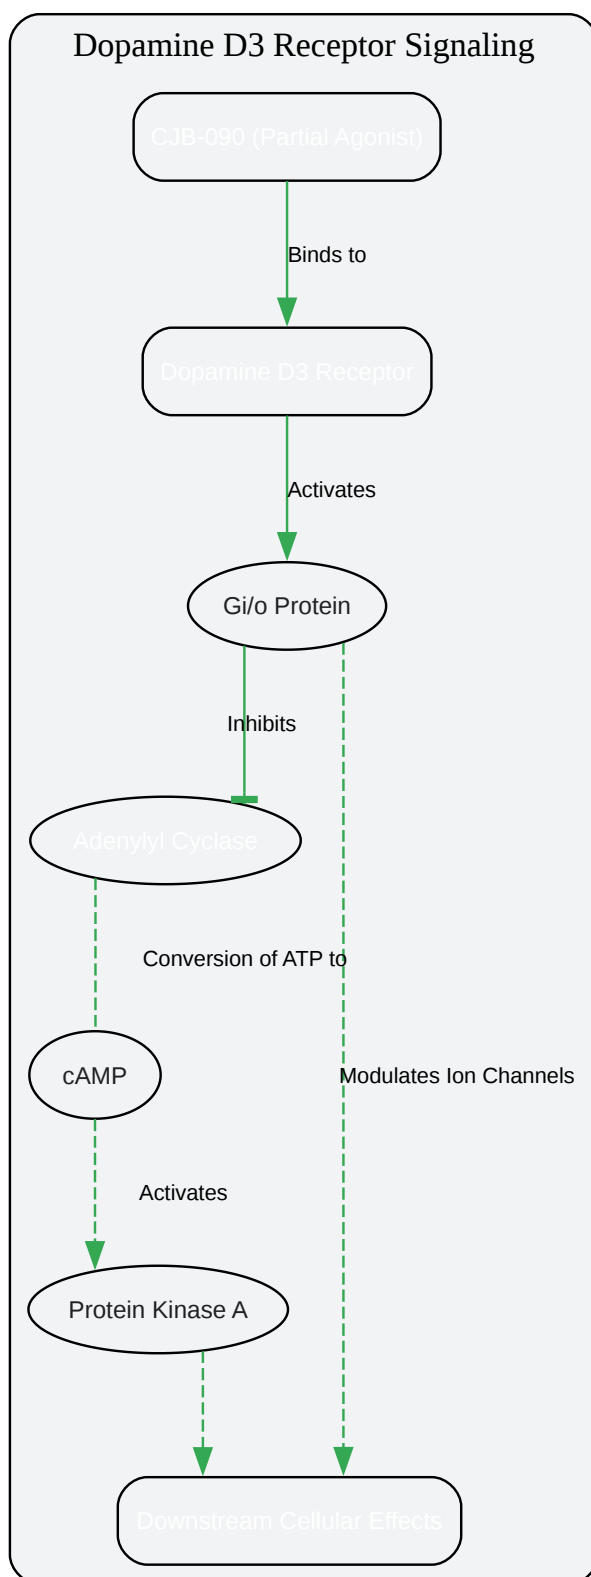 Dopamine D3 Receptor Signaling
CJB-090 (Partial Agonist)
Binds to
Dopamine D3 Receptor
Activates
Gi/o Protein
Inhibits
Adenylyl Cyclase
Conversion of ATP to
cAMP
Modulates Ion Channels
Activates
Protein Kinase A
Downstream Cellular Effects